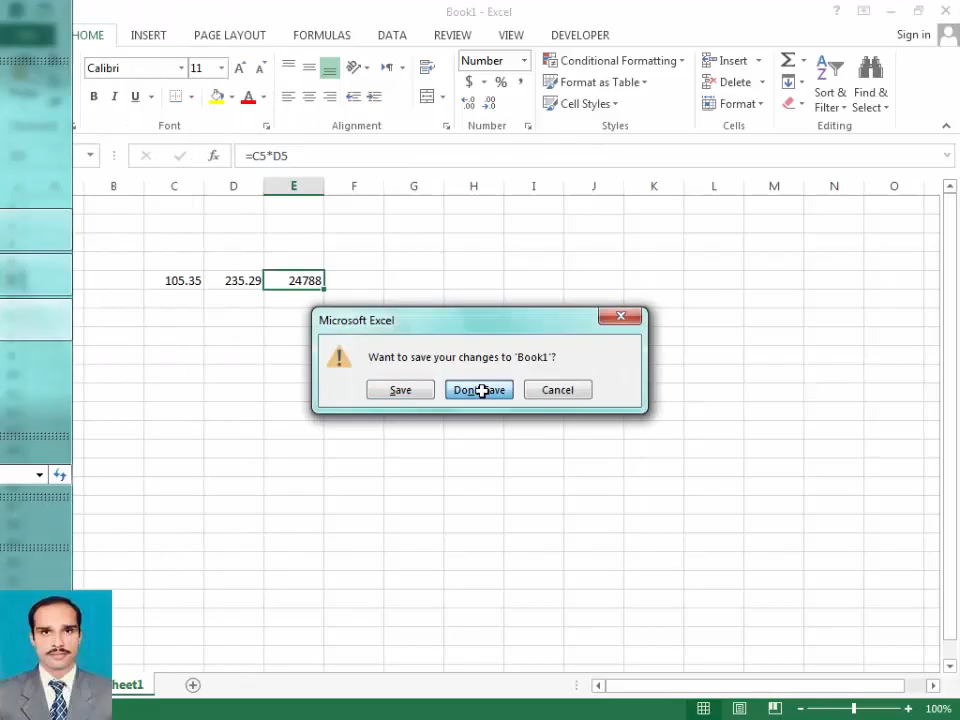 Book1 - Excel
HOME INSERT PAGE LAYOUT FORMULAS DATA REVIEW VIEW DEVELOPER Sign in
Calibri 11 Number Conditional Formatting Insert
B I U A $ % , Format as Table Delete Sort & Find &
Cell Styles Format Filter Select
Font Alignment Number Styles Cells Editing
fx =C5*D5
B C D E F G H I J K L M N O
105.35 235.29 24788
Microsoft Excel
Want to save your changes to 'Book1'?
Save Cancel
100%